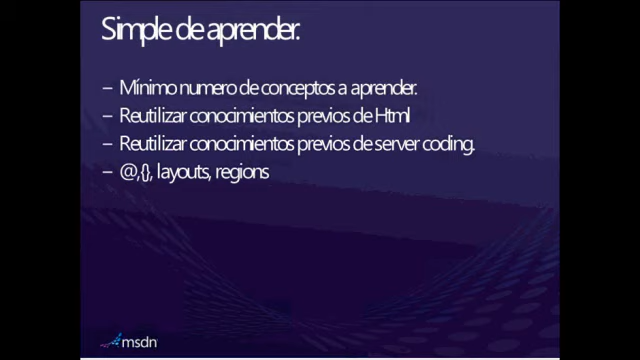 Simple de aprender.
– Mínimo numero de conceptos a aprender.
– Reutilizar conocimientos previos de Html
– Reutilizar conocimientos previos de server coding.
– @,{}, layouts, regions
msdn